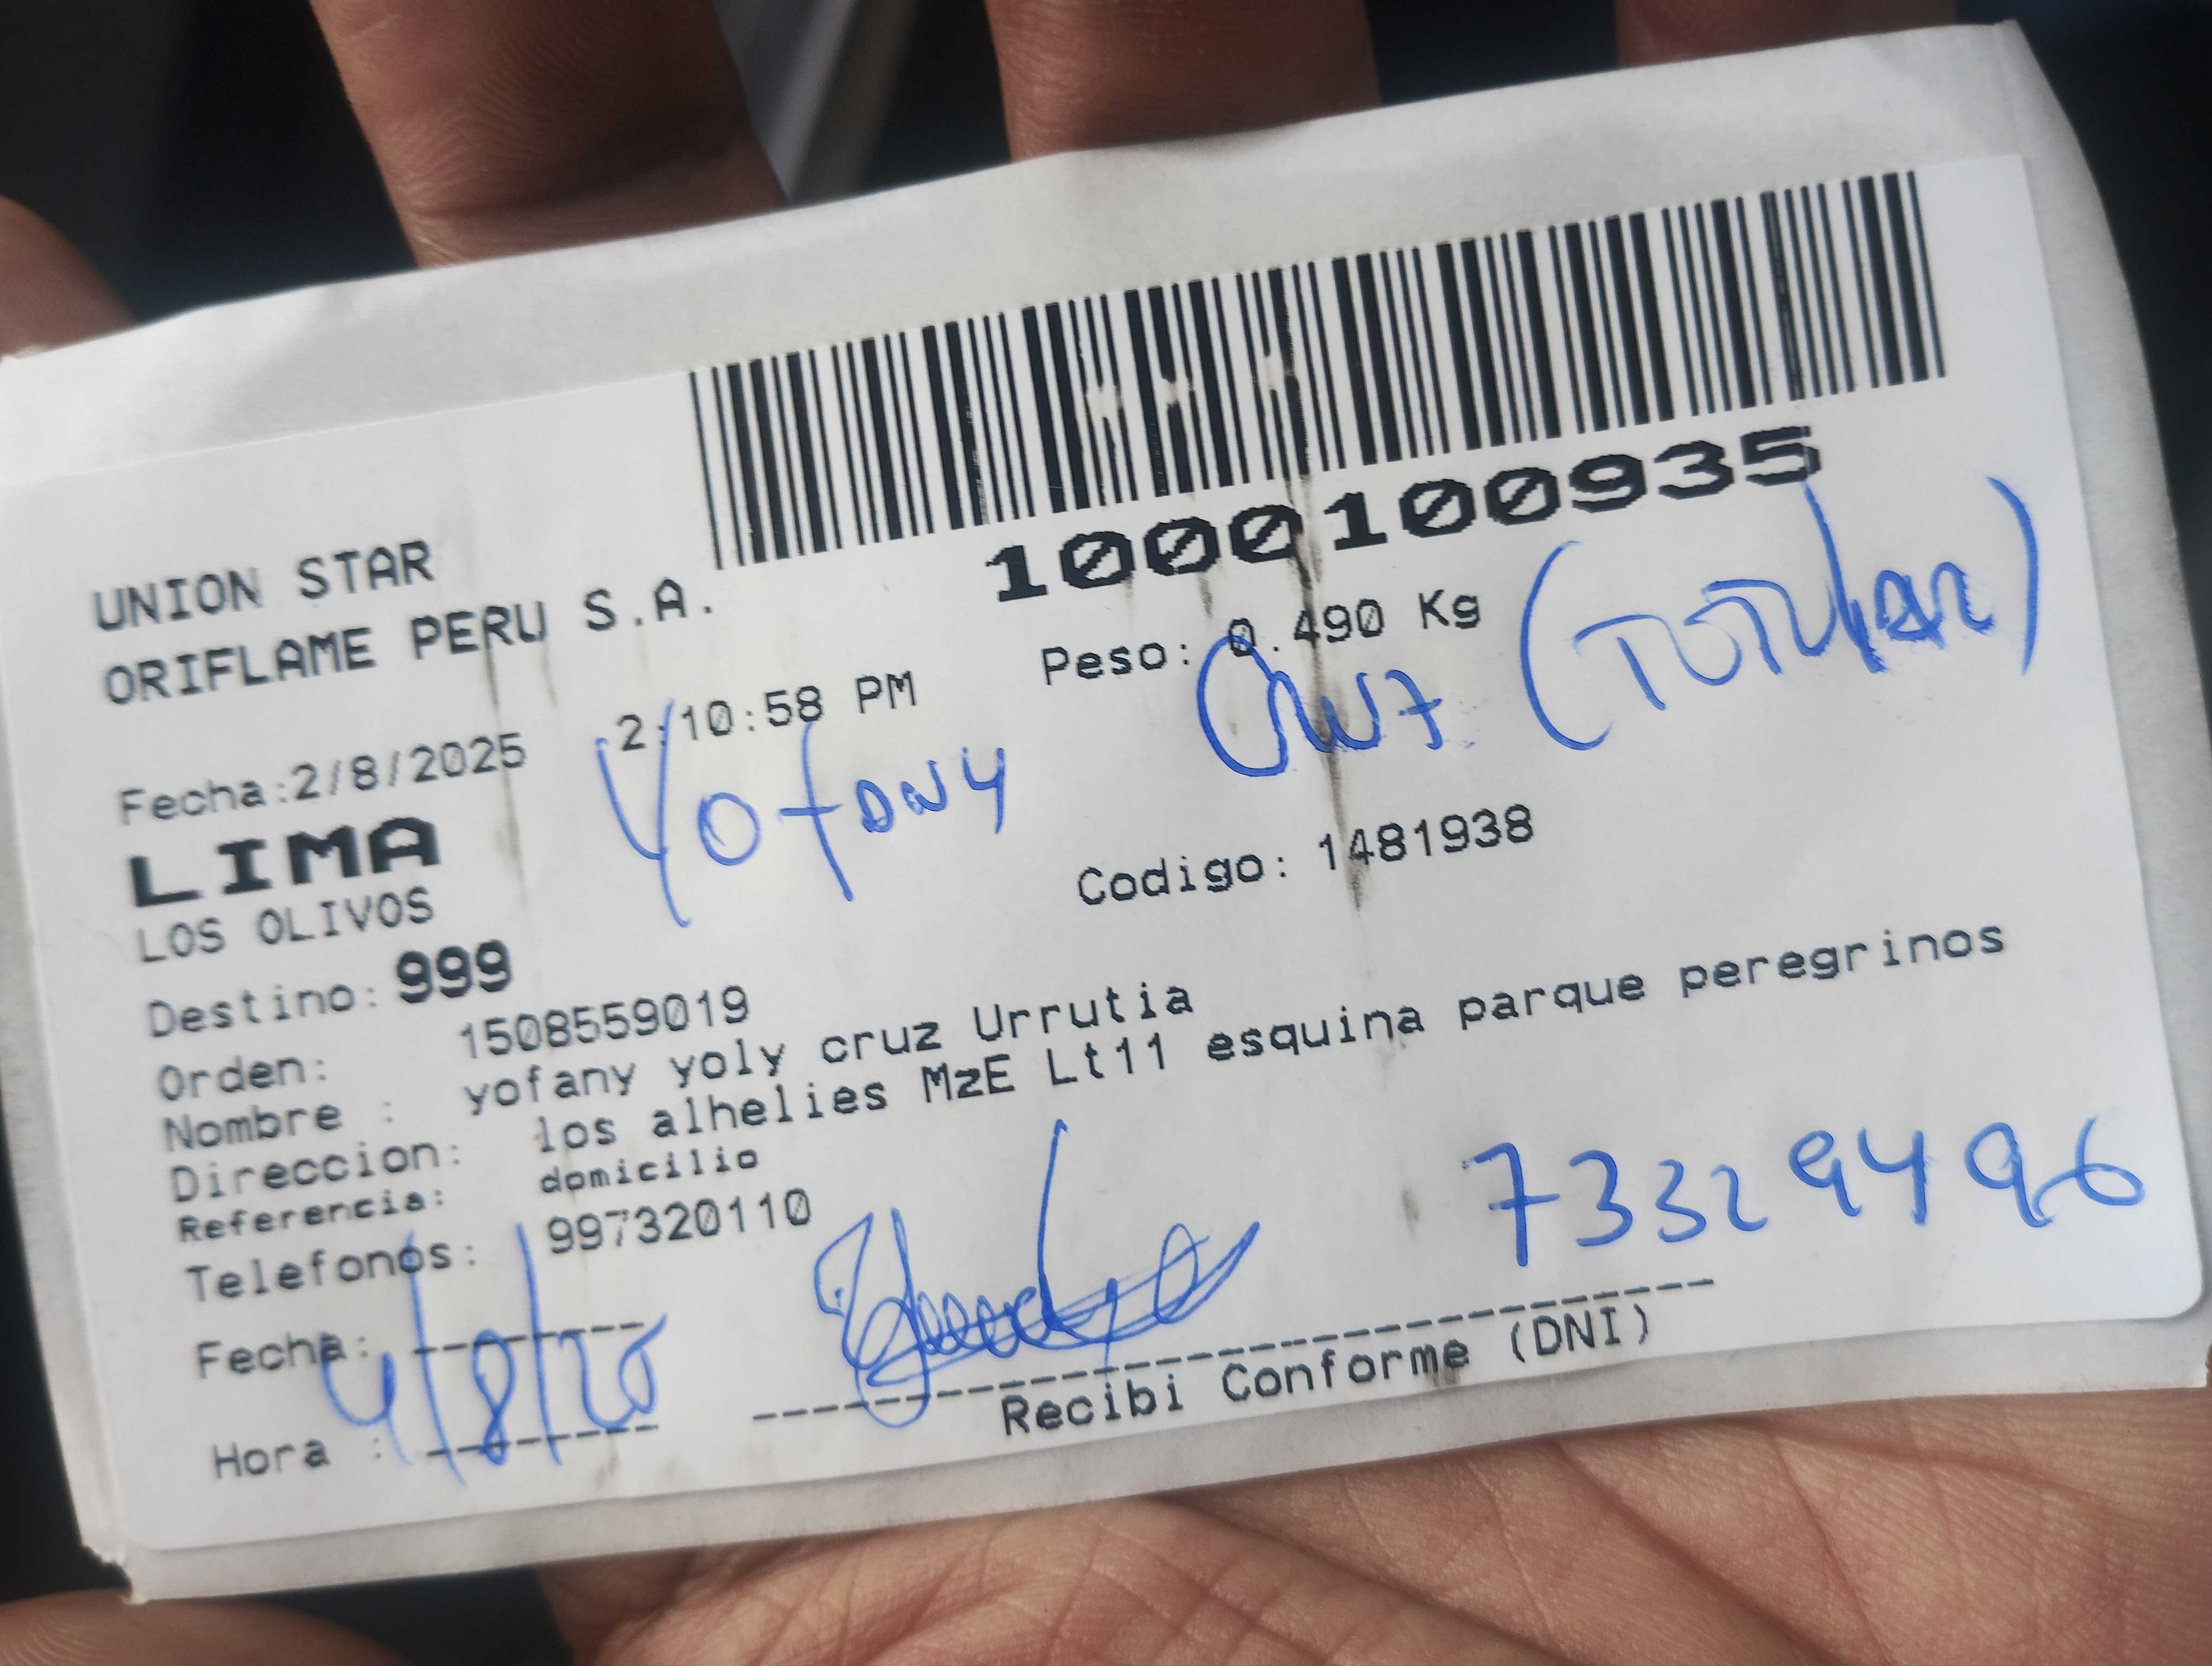 1000100935
UNION STAR
ORIFLAME PERU S.A.
Peso: 0.490 Kg
Fecha:2/8/2025 2:10:58 PM
Yofany Cruz (Titular)
LIMA
LOS OLIVOS
Codigo: 1481938
Destino: 999
Orden: 1508559019
Nombre : yofany yoly cruz Urrutia
Direccion: los alhelies MzE Lt11 esquina parque peregrinos
Referencia: domicilio
Telefonos: 997320110
73329496
Fecha: 4/8/25
Hora :
Recibi Conforme (DNI)